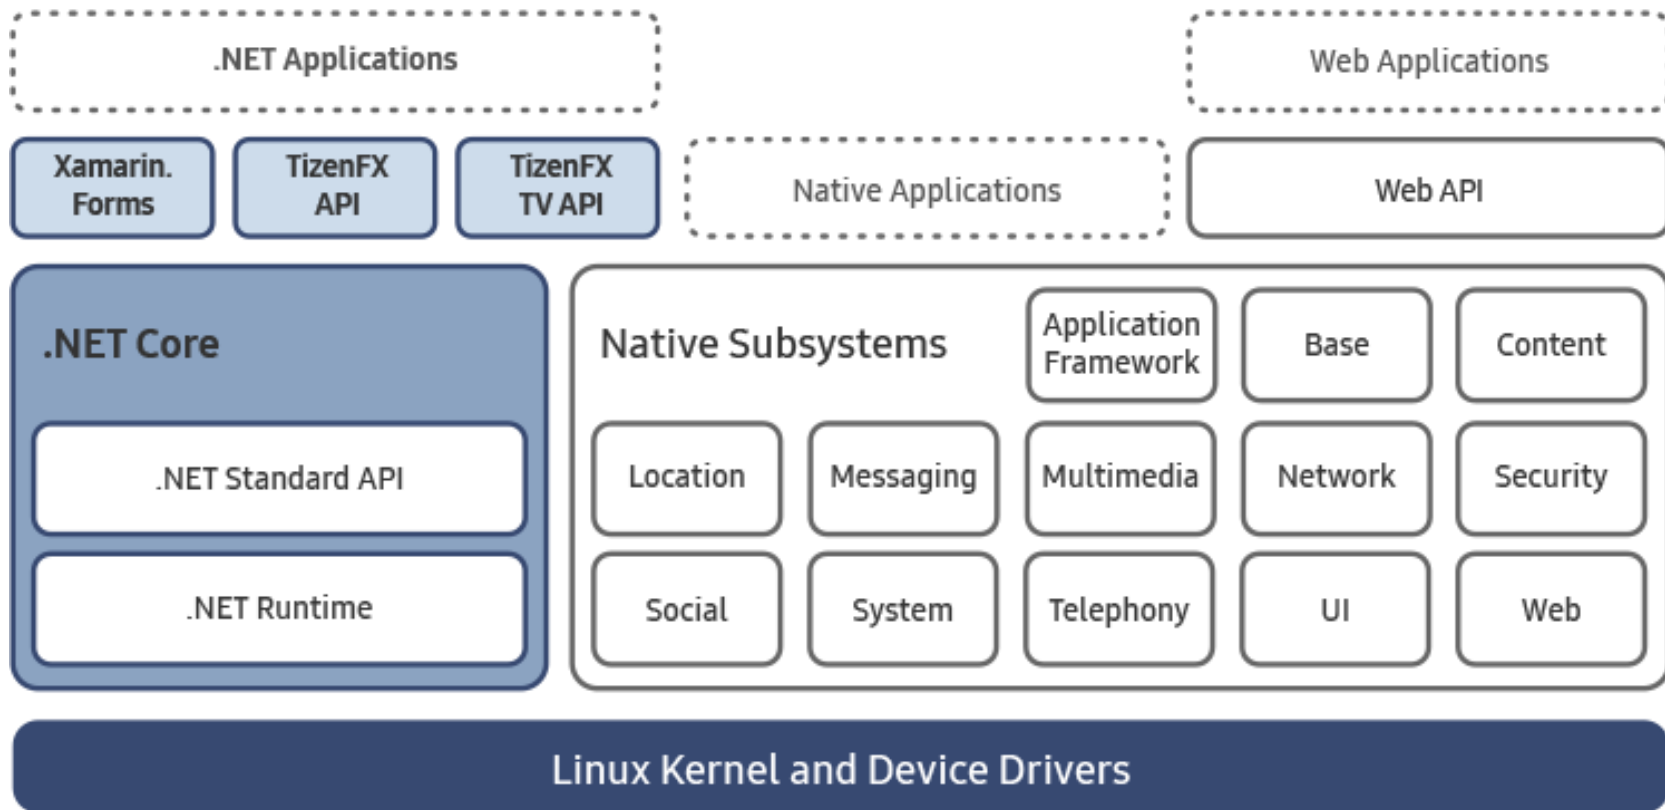 .NET Applications
Web Applications
Xamarin.
Forms
TizenFX
API
TizenFX
TV API
Native Applications
Web API
.NET Core
Native Subsystems
Application
Framework
Base
Content
.NET Standard API
Location
Messaging
Multimedia
Network
Security
.NET Runtime
Social
System
Telephony
UI
Web
Linux Kernel and Device Drivers